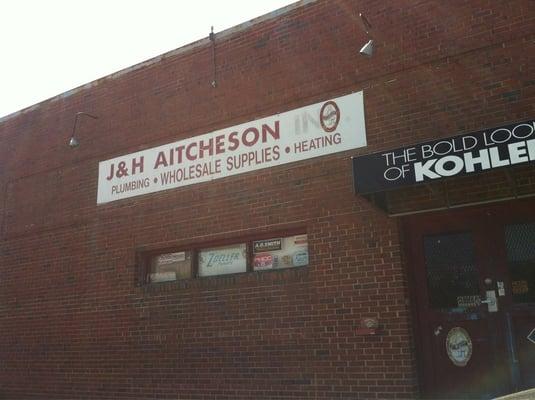 J&H AITCHESON INC.
PLUMBING • WHOLESALE SUPPLIES • HEATING
THE BOLD LOOK
OF KOHLER
ZOELLER
A.O.SMITH